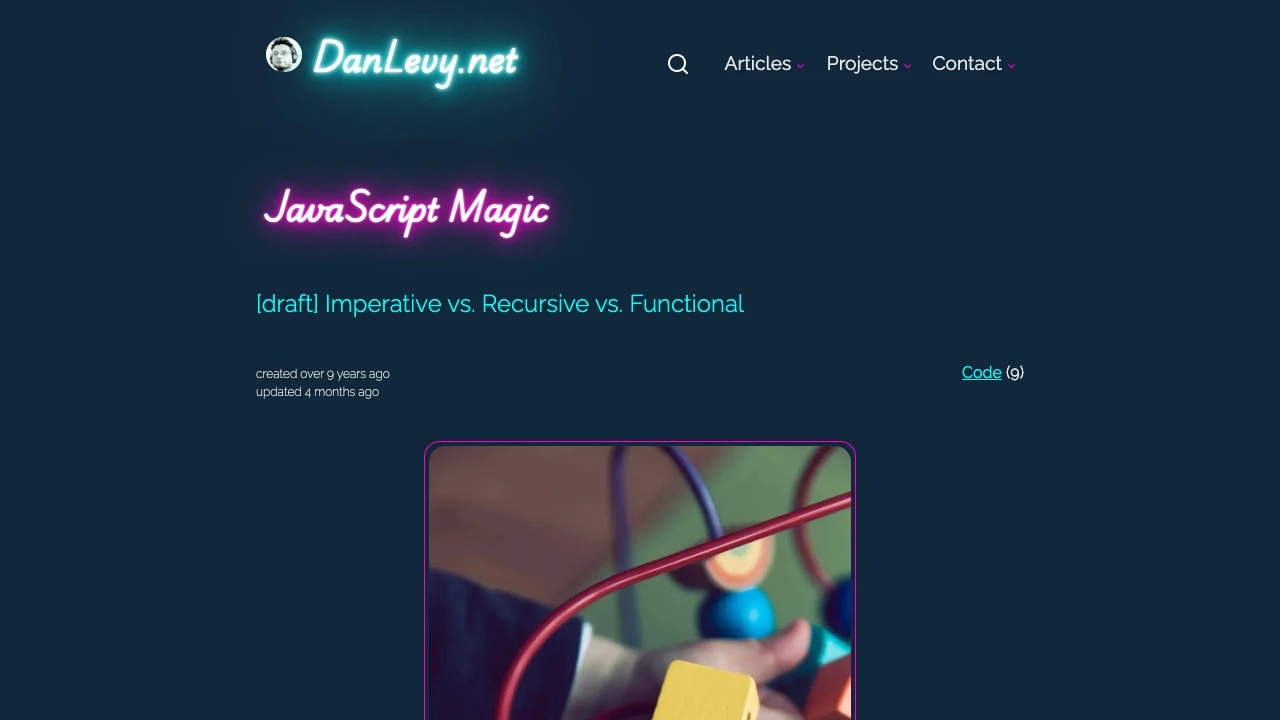 DanLevy.net
Articles
Projects
Contact
JavaScript Magic
[draft] Imperative vs. Recursive vs. Functional
created over 9 years ago
updated 4 months ago
Code (9)